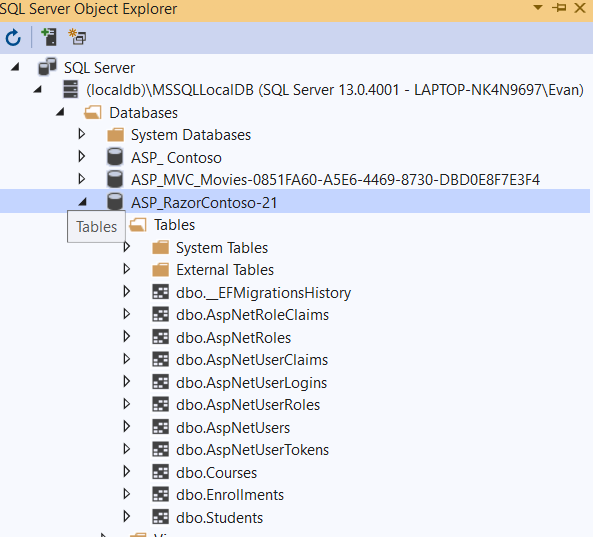 SQL Server Object Explorer
SQL Server
(localdb)\MSSQLLocalDB (SQL Server 13.0.4001 - LAPTOP-NK4N9697\Evan)
Databases
System Databases
ASP_ Contoso
ASP_MVC_Movies-0851FA60-A5E6-4469-8730-DBD0E8F7E3F4
ASP_RazorContoso-21
Tables
Tables
System Tables
External Tables
dbo.__EFMigrationsHistory
dbo.AspNetRoleClaims
dbo.AspNetRoles
dbo.AspNetUserClaims
dbo.AspNetUserLogins
dbo.AspNetUserRoles
dbo.AspNetUsers
dbo.AspNetUserTokens
dbo.Courses
dbo.Enrollments
dbo.Students